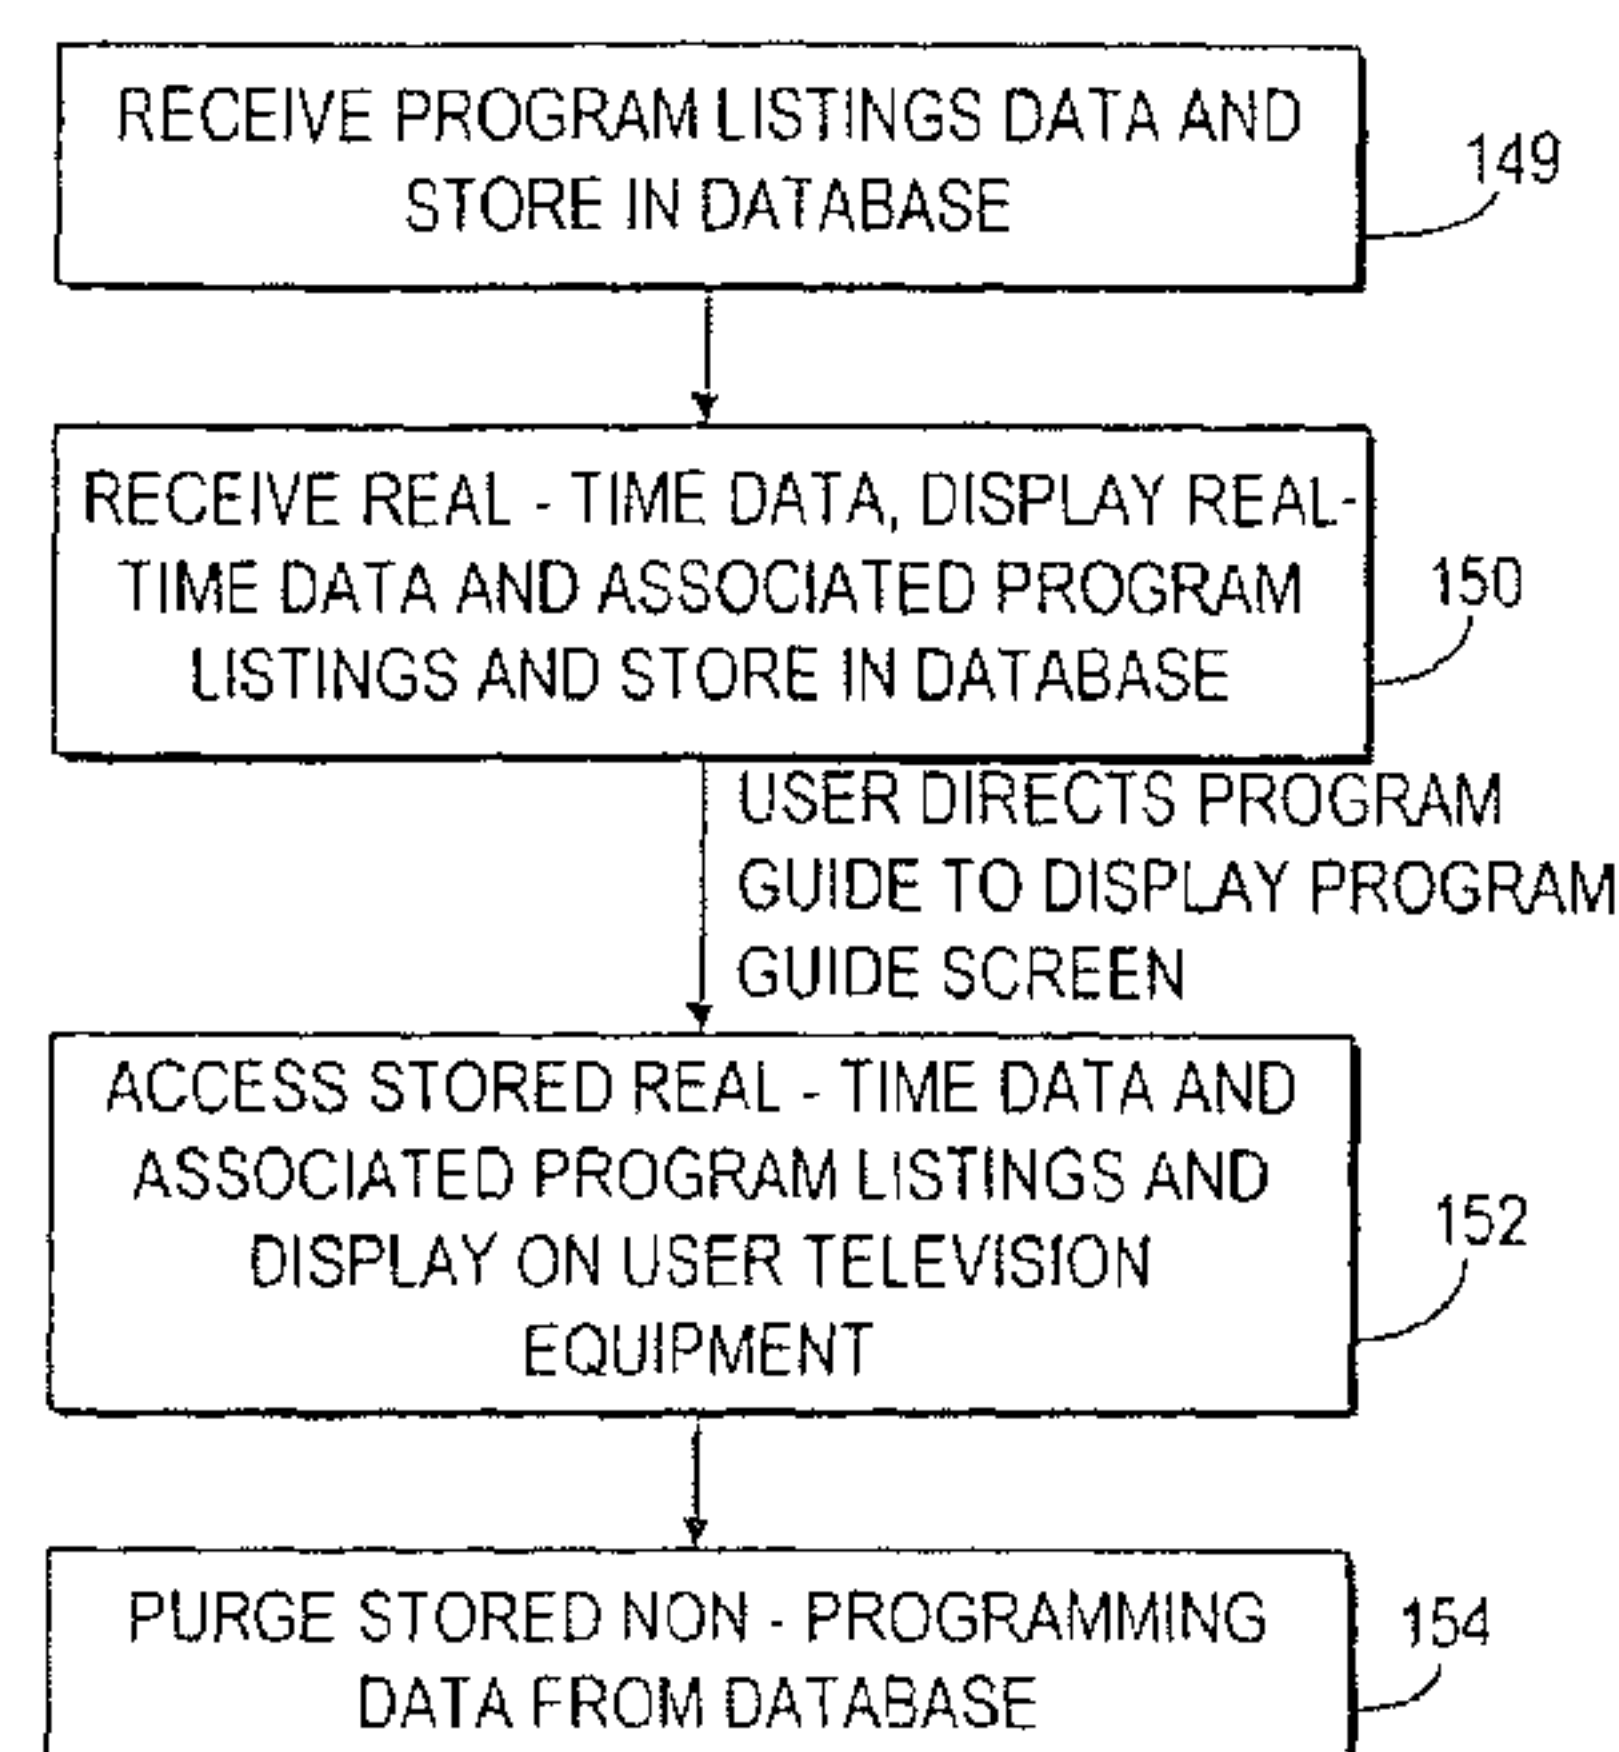 RECEIVE PROGRAM LISTINGS DATA AND
STORE IN DATABASE
149
RECEIVE REAL - TIME DATA, DISPLAY REAL-
TIME DATA AND ASSOCIATED PROGRAM
LISTINGS AND STORE IN DATABASE
150
USER DIRECTS PROGRAM
GUIDE TO DISPLAY PROGRAM
GUIDE SCREEN
ACCESS STORED REAL - TIME DATA AND
ASSOCIATED PROGRAM LISTINGS AND
DISPLAY ON USER TELEVISION
EQUIPMENT
152
PURGE STORED NON - PROGRAMMING
DATA FROM DATABASE
154